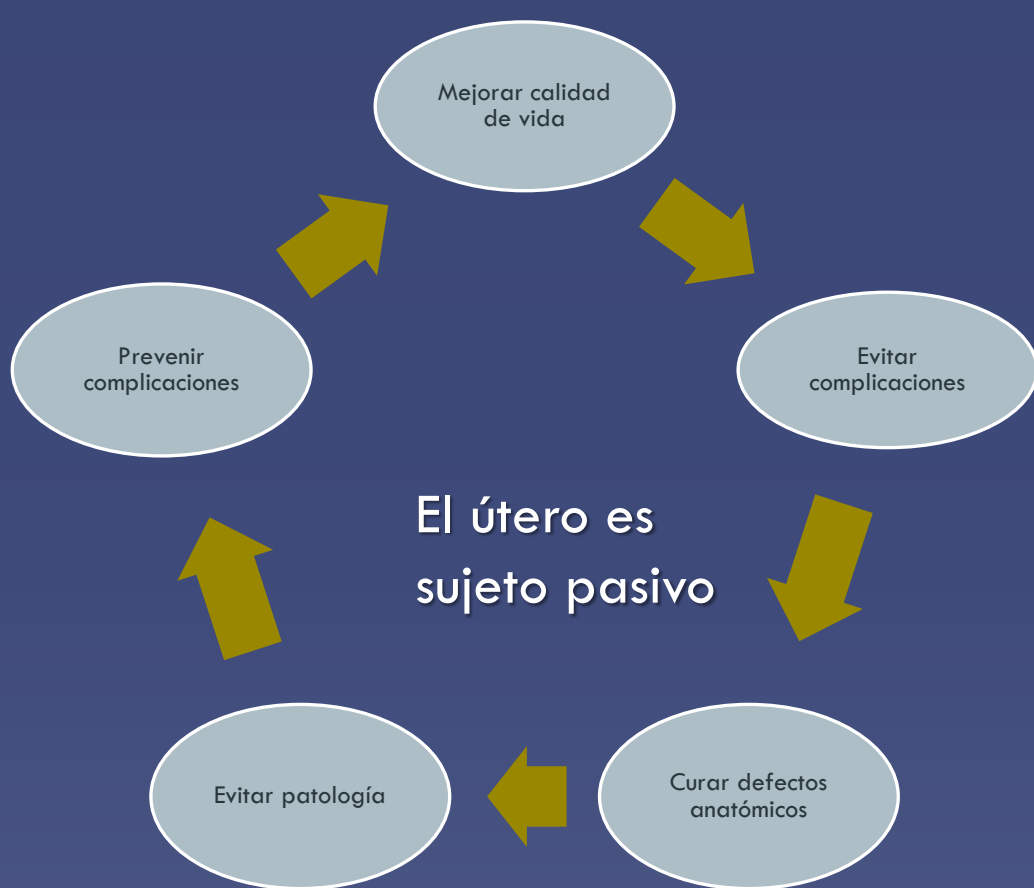 Mejorar calidad
de vida
Evitar
complicaciones
Curar defectos
anatómicos
Evitar patología
Prevenir
complicaciones
El útero es
sujeto pasivo